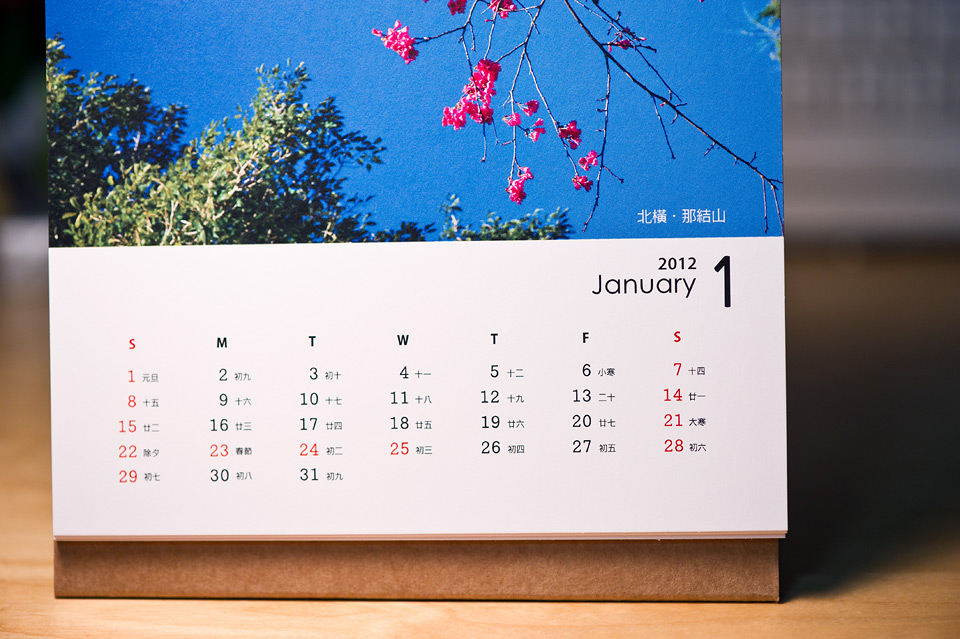 北橫・那結山
2012
January 1
S M T W T F S
1 元旦 2 初九 3 初十 4 十一 5 十二 6 小寒 7 十四
8 十五 9 十六 10 十七 11 十八 12 十九 13 二十 14 廿一
15 廿二 16 廿三 17 廿四 18 廿五 19 廿六 20 廿七 21 大寒
22 除夕 23 春節 24 初二 25 初三 26 初四 27 初五 28 初六
29 初七 30 初八 31 初九